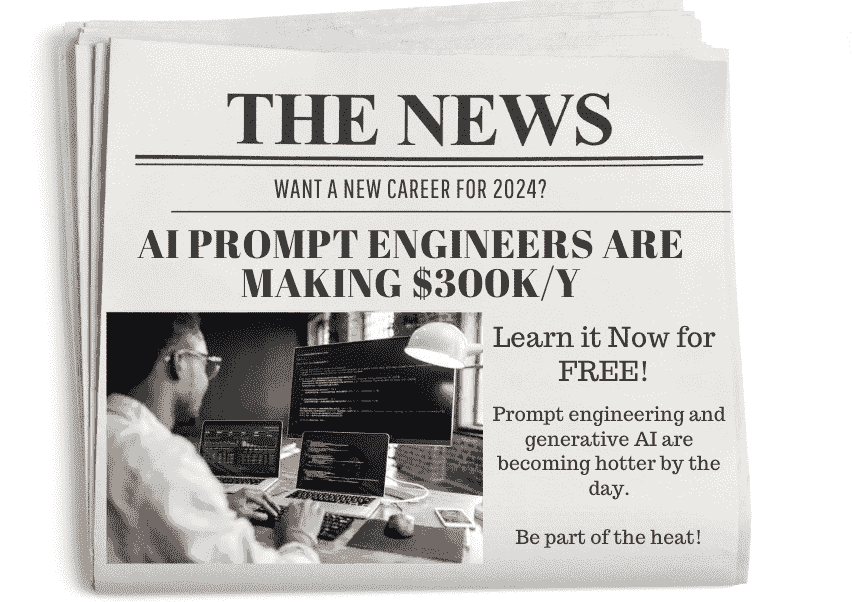 THE NEWS
WANT A NEW CAREER FOR 2024?
AI PROMPT ENGINEERS ARE
MAKING $300K/Y
Learn it Now for
FREE!
Prompt engineering and
generative AI are
becoming hotter by the
day.
Be part of the heat!